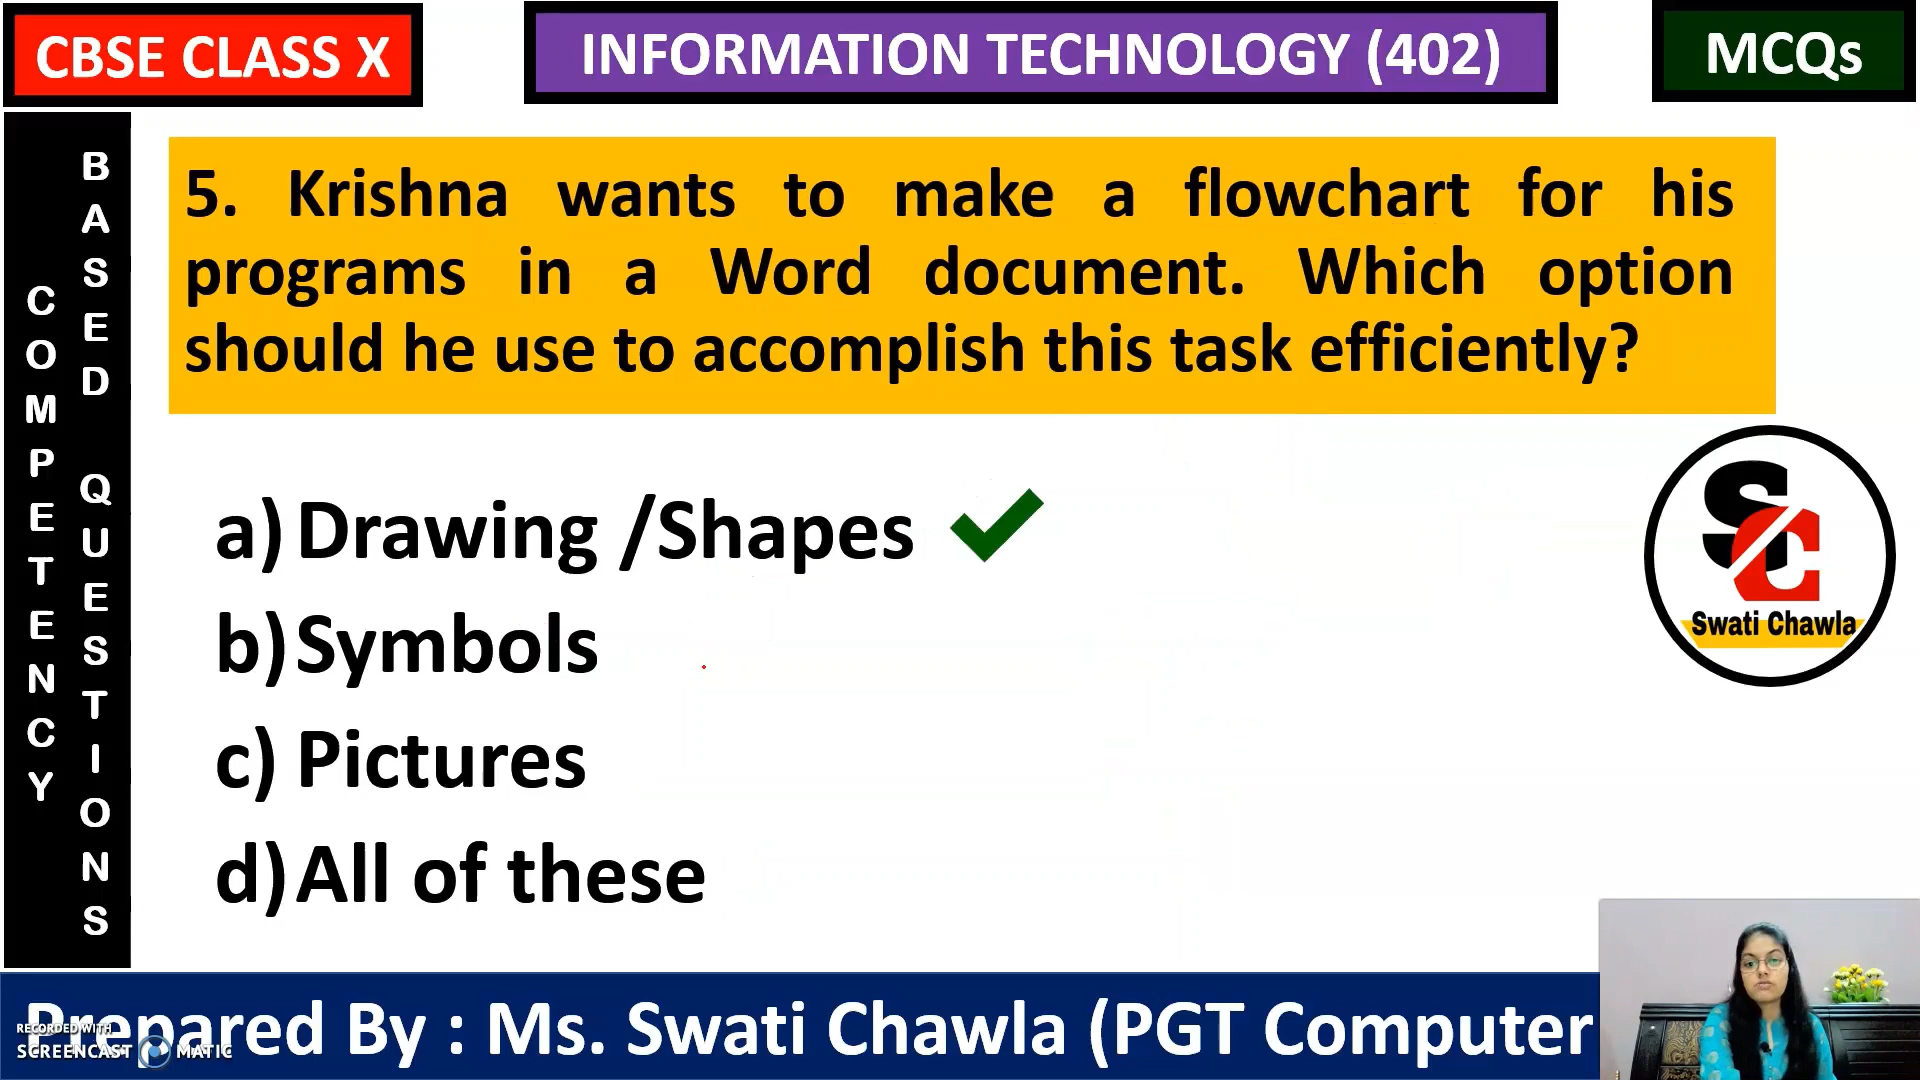 CBSE CLASS X
INFORMATION TECHNOLOGY (402)
MCQs
COMPETENCY
BASED QUESTIONS
5. Krishna wants to make a flowchart for his
programs in a Word document. Which option
should he use to accomplish this task efficiently?
a) Drawing /Shapes
b) Symbols
c) Pictures
d) All of these
SC
Swati Chawla
Prepared By : Ms. Swati Chawla (PGT Computer
RECORDED WITH
SCREENCAST MATIC